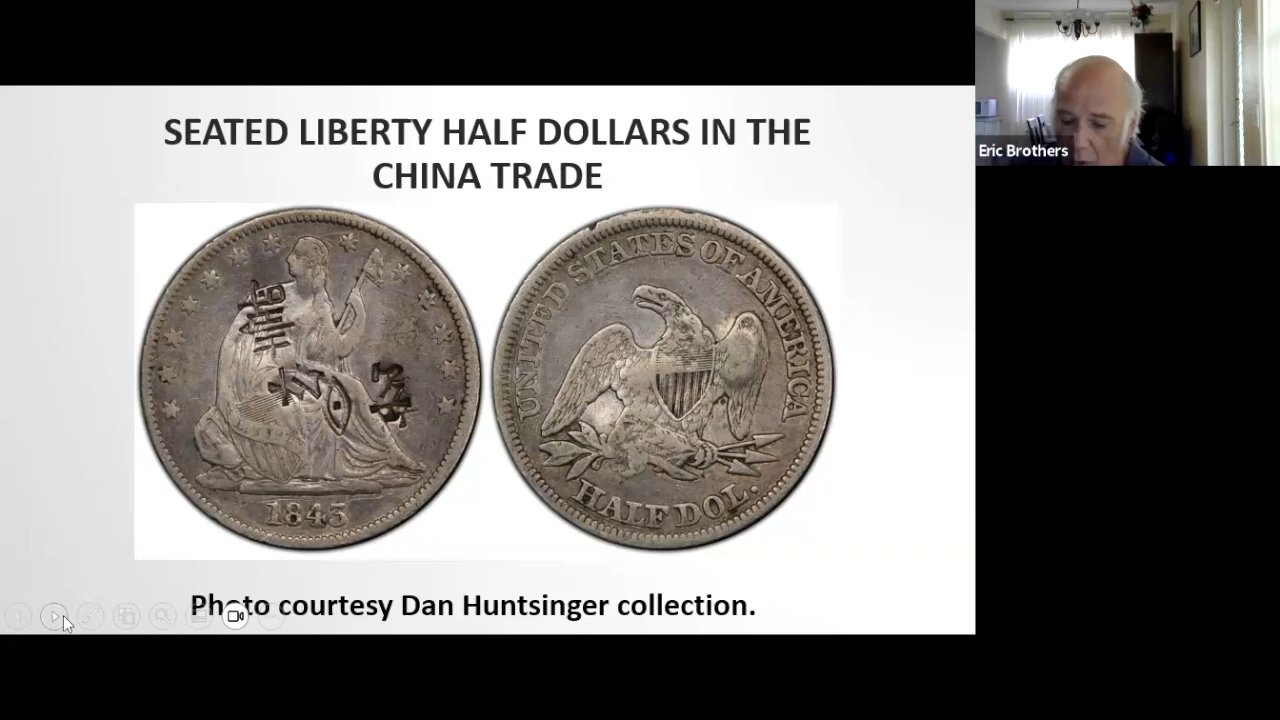 SEATED LIBERTY HALF DOLLARS IN THE
CHINA TRADE
UNITED STATES OF AMERICA
1843
HALF DOL.
Photo courtesy Dan Huntsinger collection.
Eric Brothers